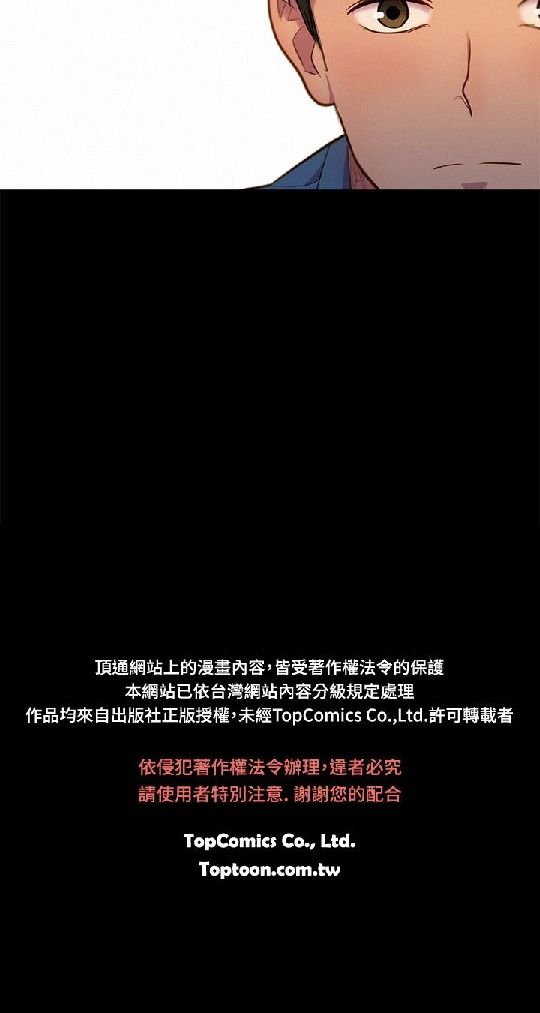 頂通網站上的漫畫內容,皆受著作權法令的保護
本網站已依台灣網站內容分級規定處理
作品均來自出版社正版授權,未經TopComics Co.,Ltd.許可轉載者
依侵犯著作權法令辦理,違者必究
請使用者特別注意. 謝謝您的配合
TopComics Co., Ltd.
Toptoon.com.tw